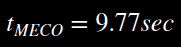 t_MECO = 9.77sec